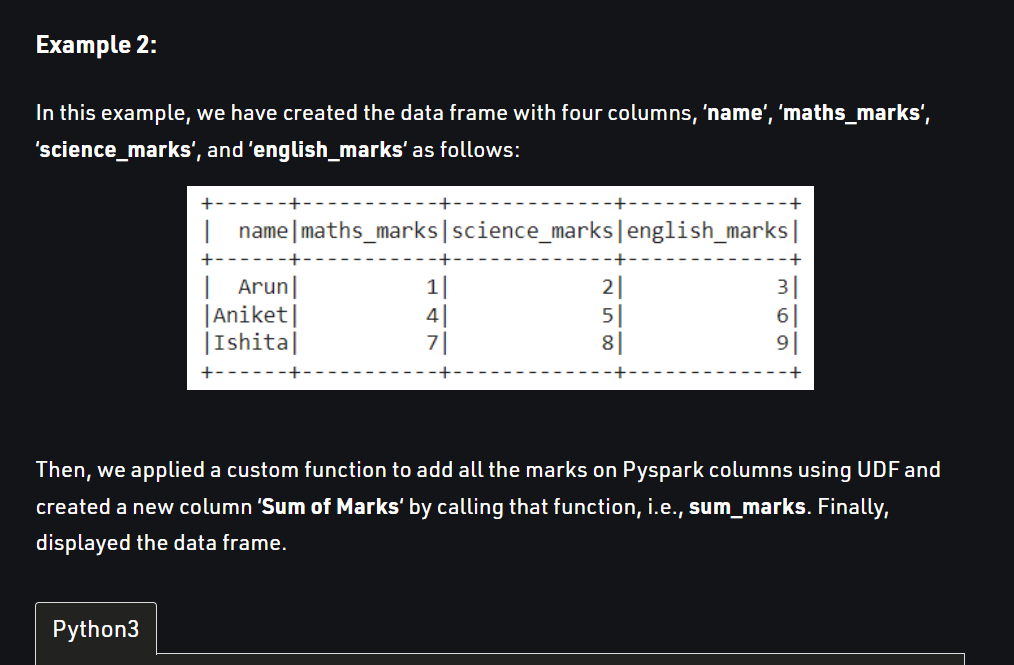 Example 2:
In this example, we have created the data frame with four columns, ‘name’, ‘maths_marks‘,
‘science_marks‘, and ‘english_marks‘ as follows:
+------+-----------+-------------+-------------+
|  name|maths_marks|science_marks|english_marks|
+------+-----------+-------------+-------------+
|  Arun|          1|            2|            3|
|Aniket|          4|            5|            6|
|Ishita|          7|            8|            9|
+------+-----------+-------------+-------------+
Then, we applied a custom function to add all the marks on Pyspark columns using UDF and
created a new column ‘Sum of Marks‘ by calling that function, i.e., sum_marks. Finally,
displayed the data frame.
Python3